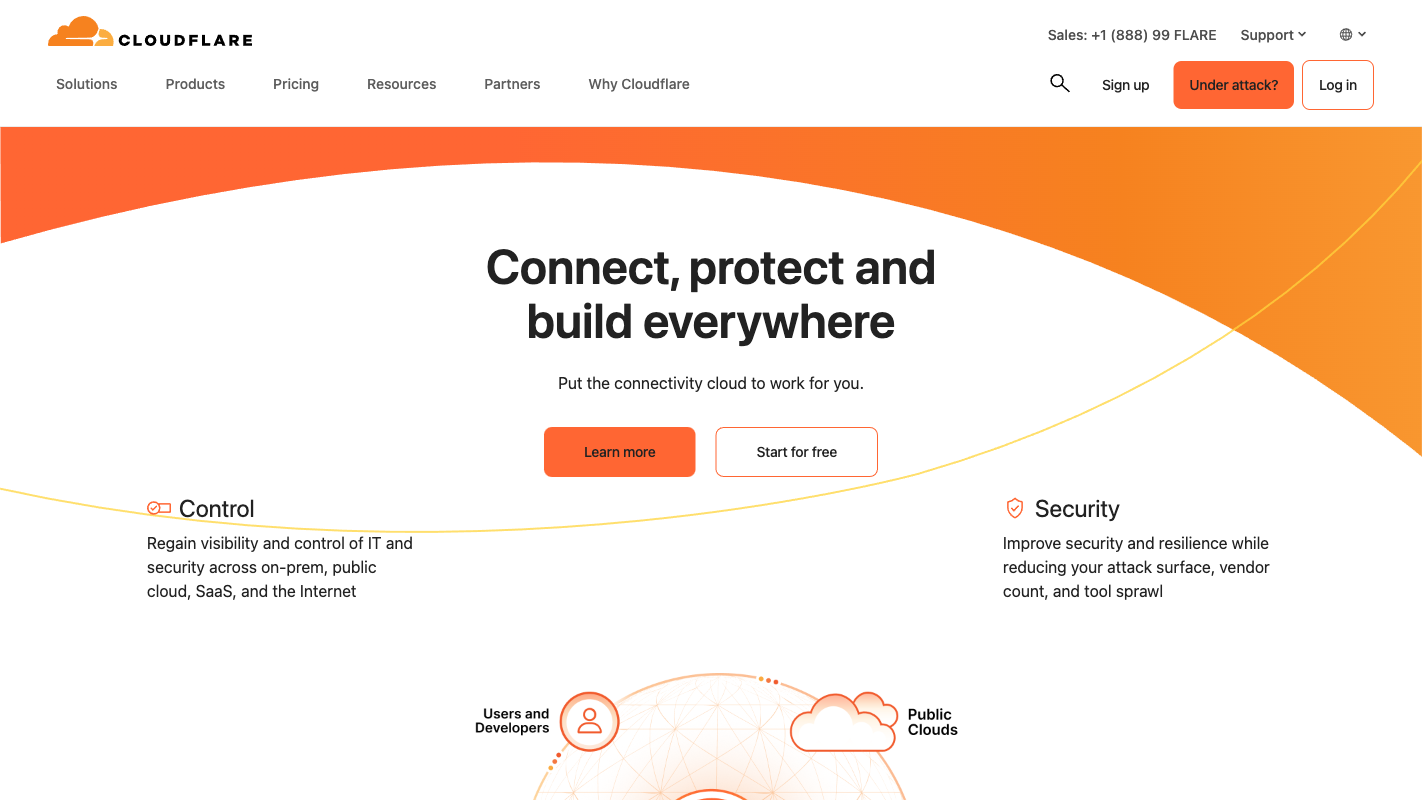 CLOUDFLARE
Sales: +1 (888) 99 FLARE
Support
Solutions
Products
Pricing
Resources
Partners
Why Cloudflare
Sign up
Under attack?
Log in
Connect, protect and
build everywhere
Put the connectivity cloud to work for you.
Learn more
Start for free
Control
Regain visibility and control of IT and
security across on-prem, public
cloud, SaaS, and the Internet
Security
Improve security and resilience while
reducing your attack surface, vendor
count, and tool sprawl
Users and
Developers
Public
Clouds